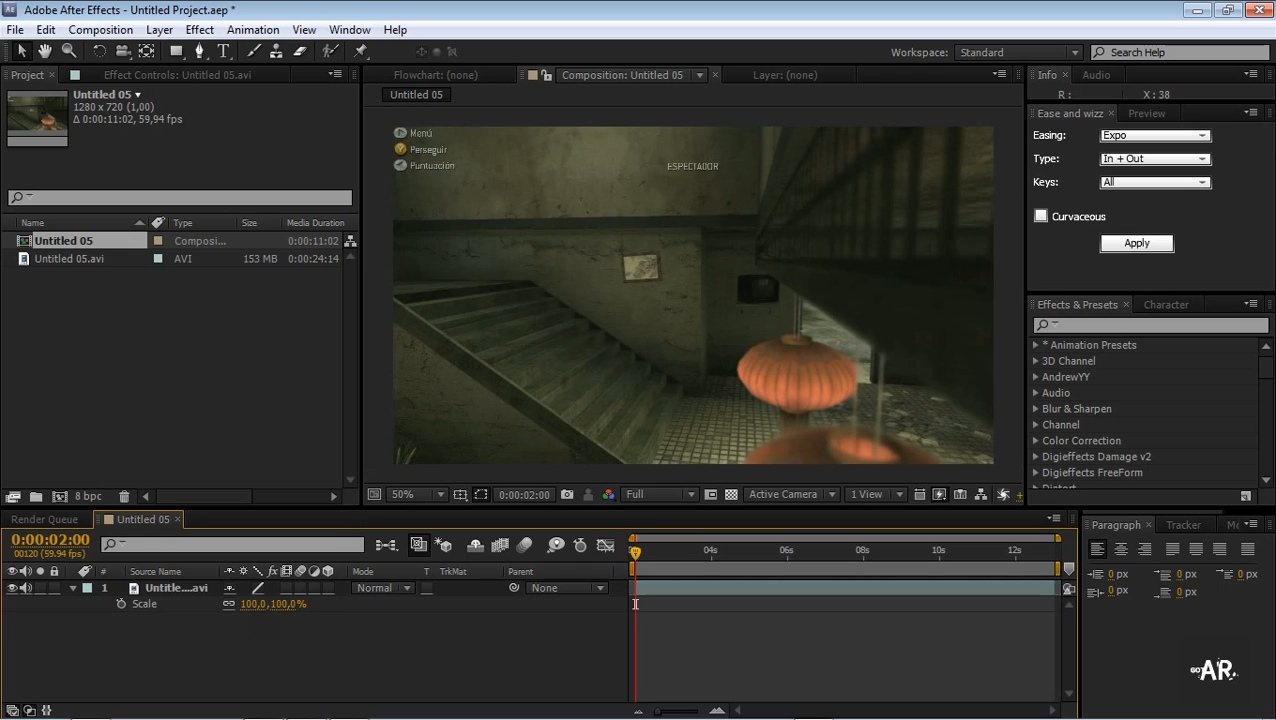 Adobe After Effects - Untitled Project.aep *
File Edit Composition Layer Effect Animation View Window Help
Workspace: Standard Search Help
Project Effect Controls: Untitled 05.avi
Flowchart: (none) Composition: Untitled 05 Layer: (none)
Info Audio
Untitled 05
1280 x 720 (1,00)
Δ 0:00:11:02, 59,94 fps
Untitled 05
R : X : 38
Ease and wizz Preview
Easing: Expo
Type: In + Out
Keys: All
Curvaceous
Apply
Menú
Perseguir
Puntuación
ESPECTADOR
Name Type Size Media Duration
Untitled 05 Composi... 0:00:11:02
Untitled 05.avi AVI 153 MB 0:00:24:14
Effects & Presets Character
* Animation Presets
3D Channel
AndrewYY
Audio
Blur & Sharpen
Channel
Color Correction
Digieffects Damage v2
Digieffects FreeForm
8 bpc
50% 0:00:02:00 Full Active Camera 1 View
Render Queue Untitled 05
0:00:02:00
00120 (59.94 fps)
04s 06s 08s 10s 12s
# Source Name Mode T TrkMat Parent
1 Untitle....avi Normal None
Scale 100,0,100,0%
Paragraph Tracker
0 px 0 px 0 px
0 px 0 px
AR.